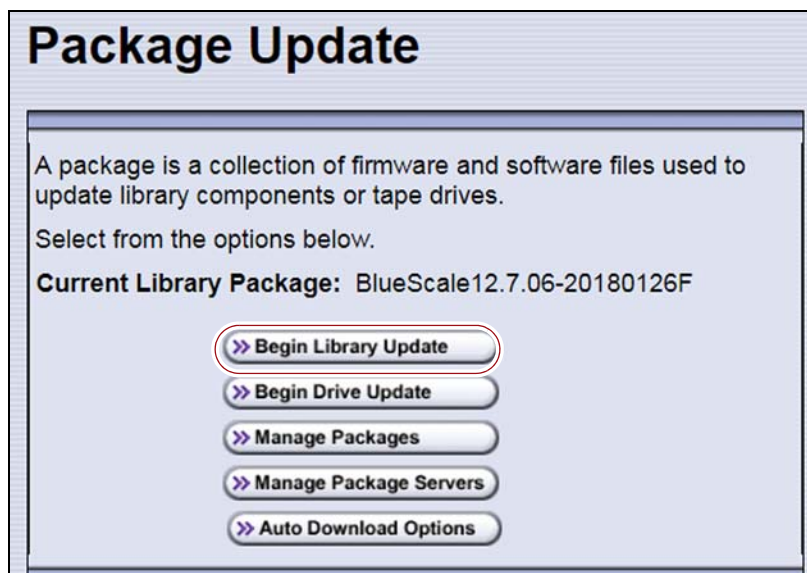 Package Update
A package is a collection of firmware and software files used to
update library components or tape drives.
Select from the options below.
Current Library Package: BlueScale12.7.06-20180126F
Begin Library Update
Begin Drive Update
Manage Packages
Manage Package Servers
Auto Download Options